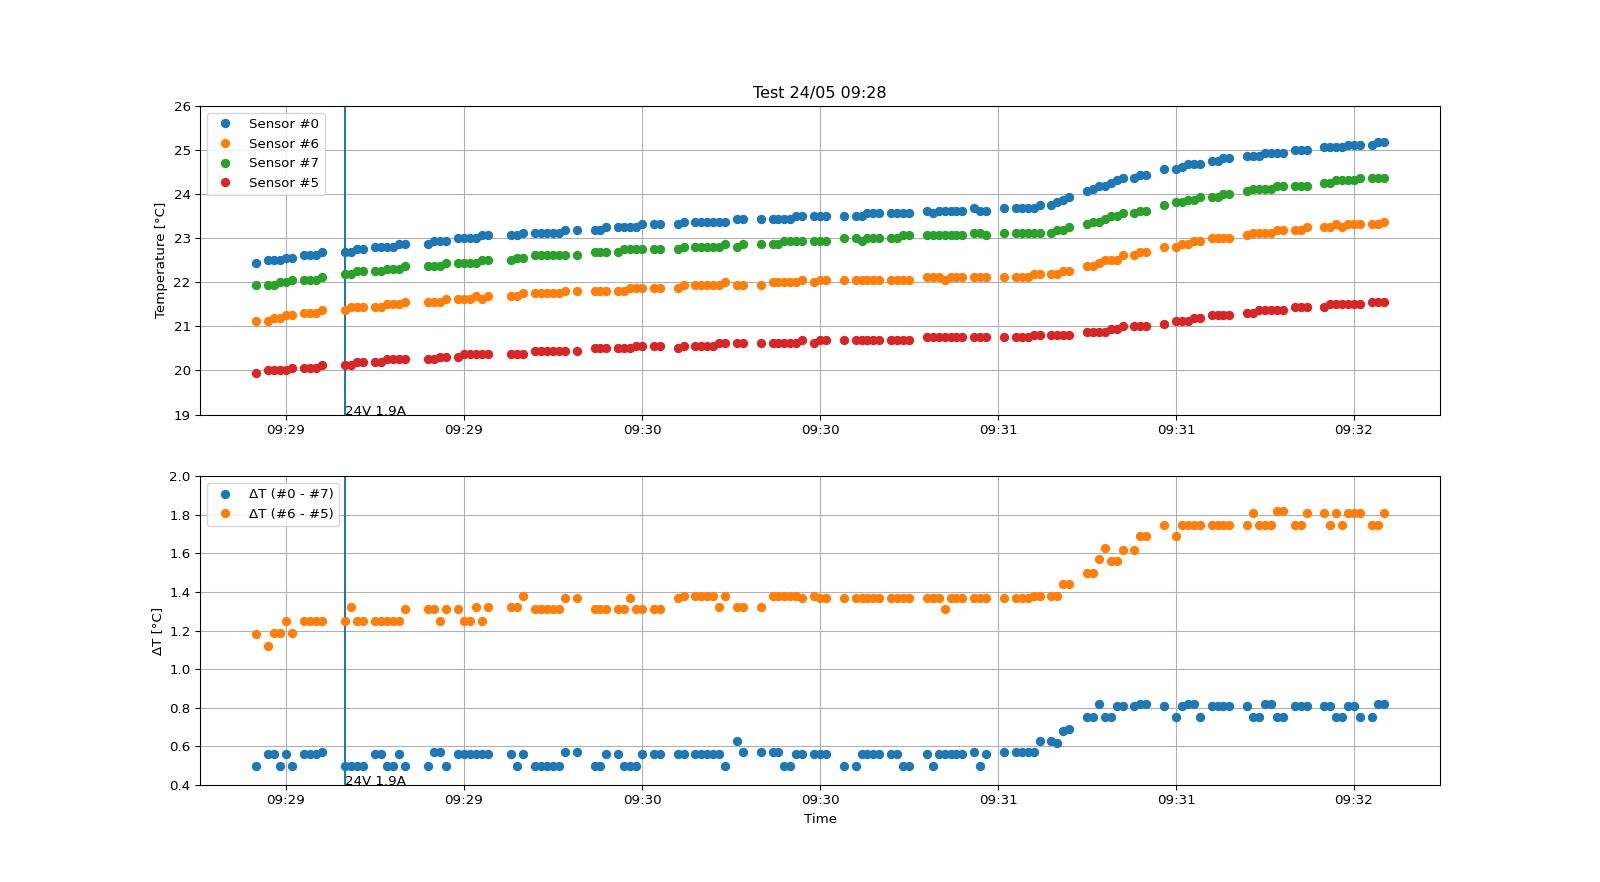 Test 24/05 09:28
Temperature [°C]
26
25
24
23
22
21
20
19
Sensor #0
Sensor #6
Sensor #7
Sensor #5
24V 1.9A
09:29 09:29 09:30 09:30 09:31 09:31 09:32
ΔT [°C]
2.0
1.8
1.6
1.4
1.2
1.0
0.8
0.6
0.4
ΔT (#0 - #7)
ΔT (#6 - #5)
24V 1.9A
09:29 09:29 09:30 09:30 09:31 09:31 09:32
Time